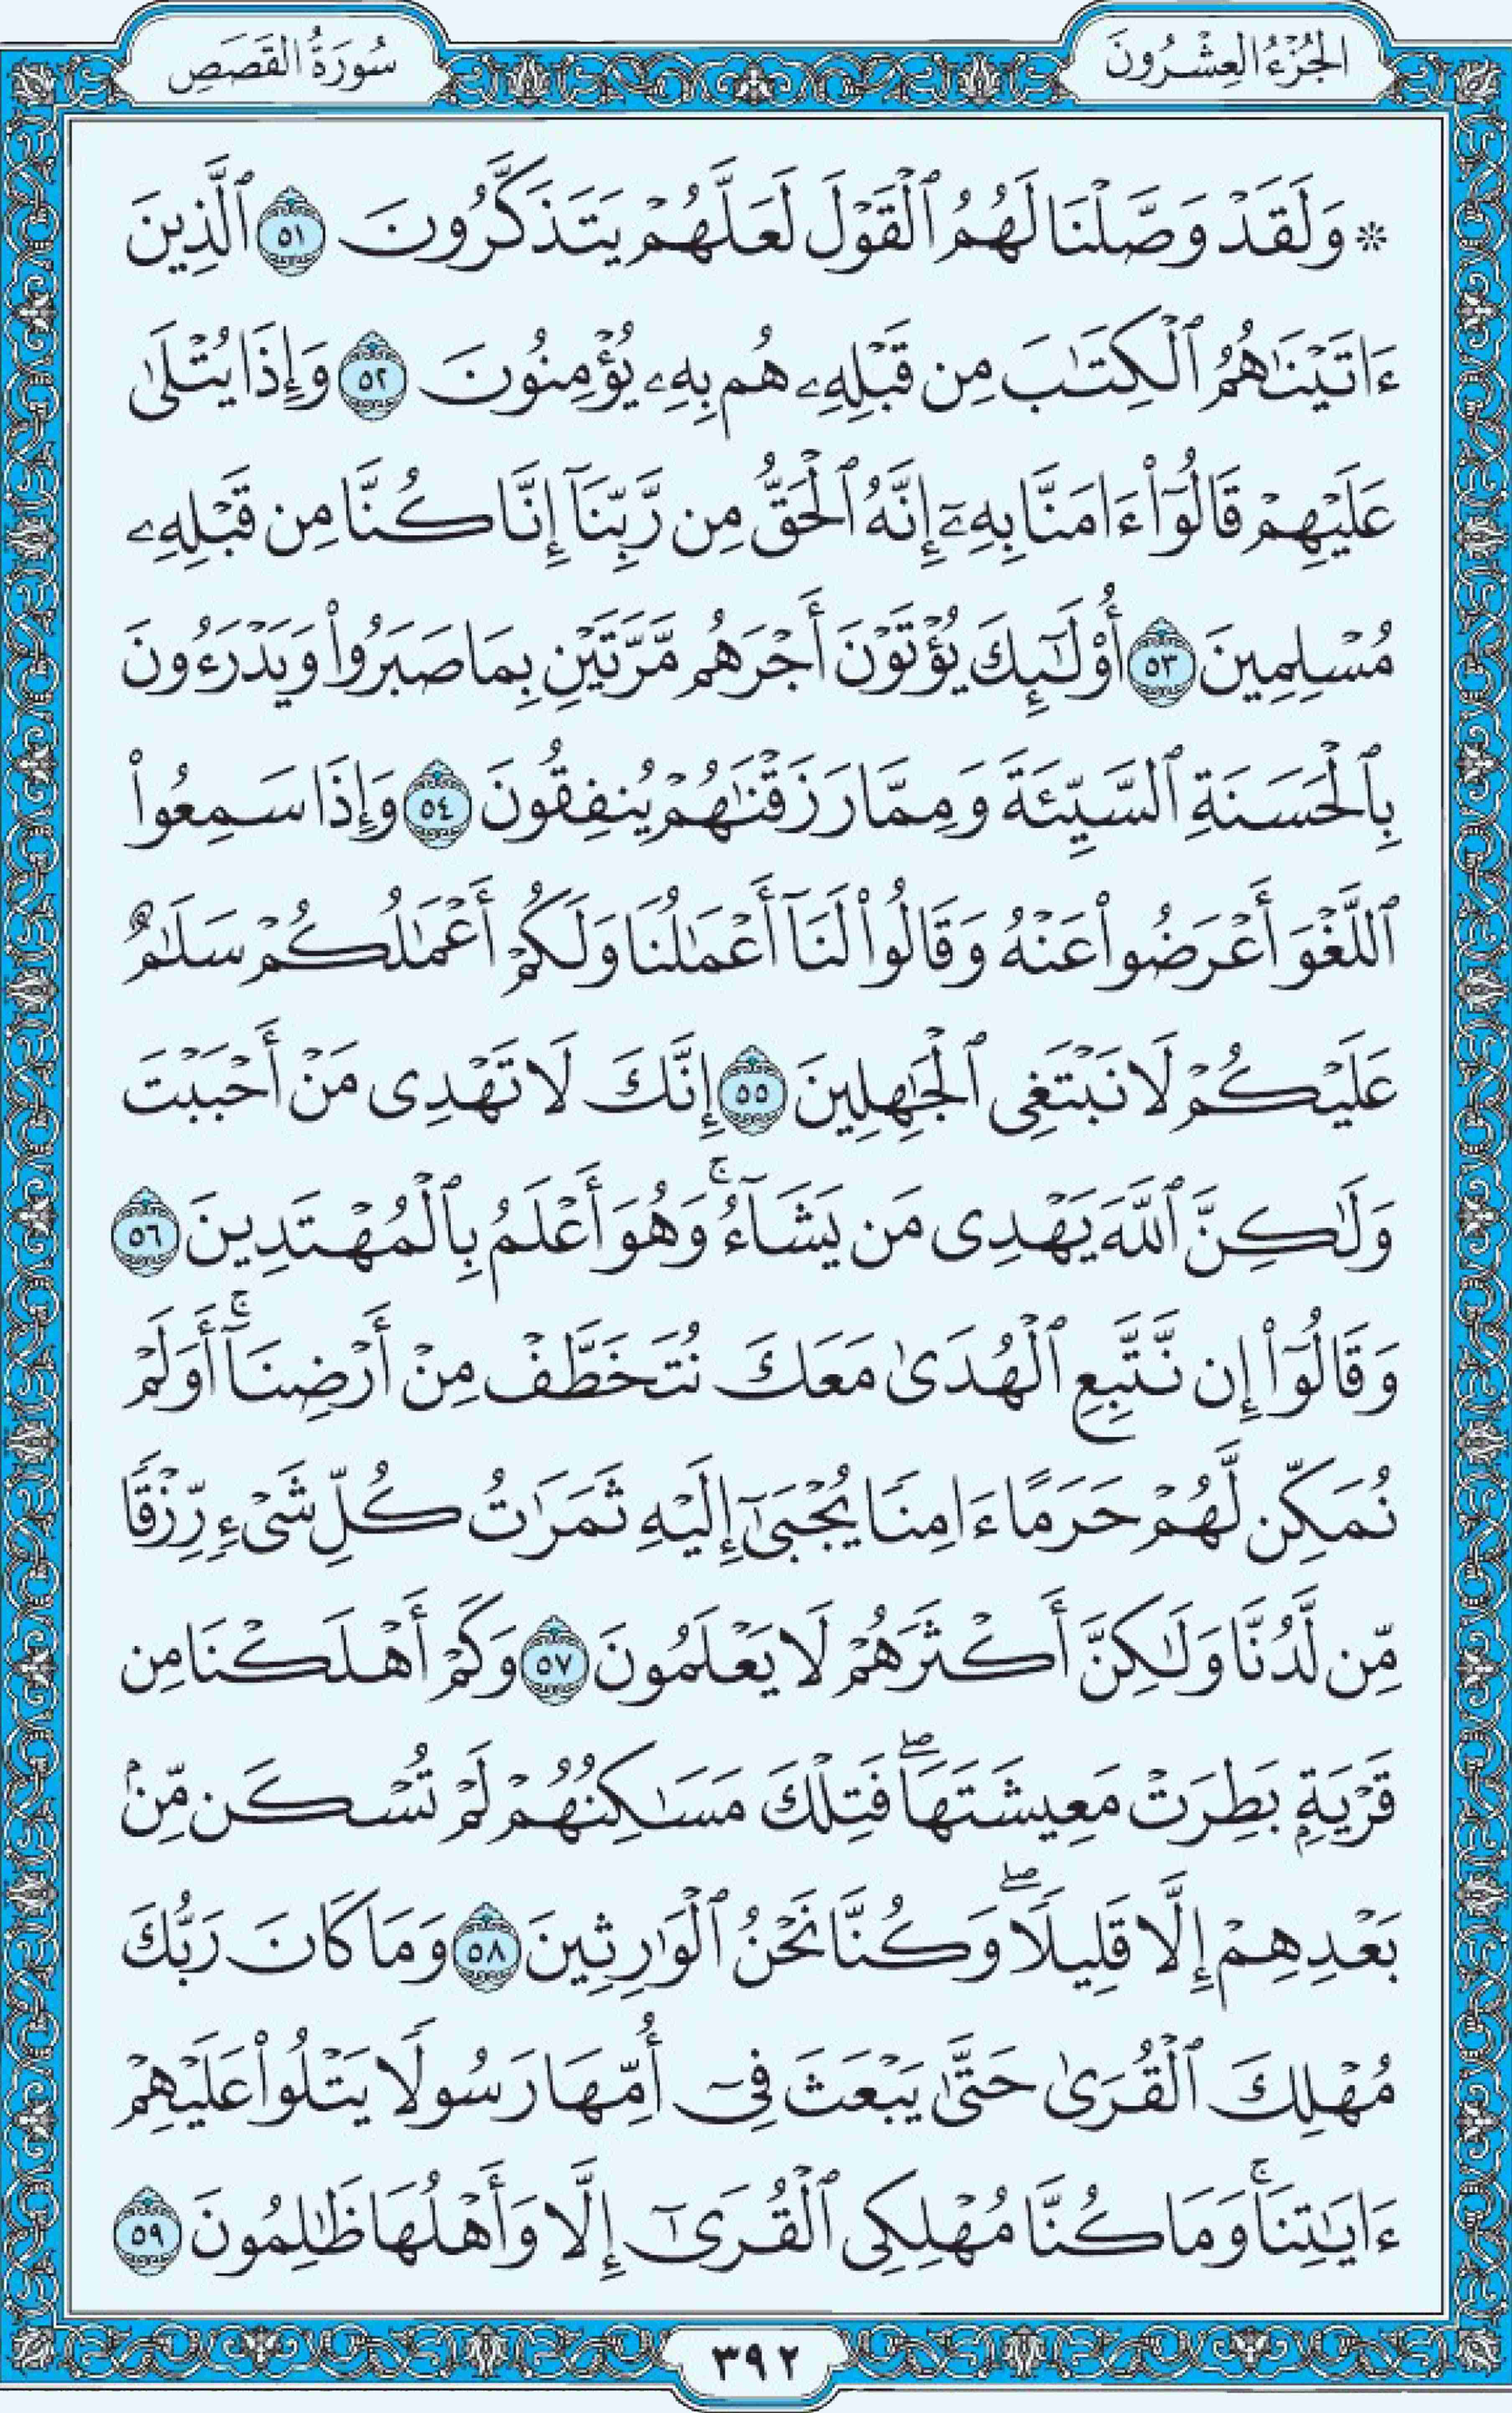 الجُزْءُ العِشْرُونَ
سُورَةُ القَصَصِ
* وَلَقَدْ وَصَّلْنَا لَهُمُ ٱلْقَوْلَ لَعَلَّهُمْ يَتَذَكَّرُونَ ٥١ ٱلَّذِينَ
ءَاتَيْنَٰهُمُ ٱلْكِتَٰبَ مِن قَبْلِهِۦ هُم بِهِۦ يُؤْمِنُونَ ٥٢ وَإِذَا يُتْلَىٰ
عَلَيْهِمْ قَالُوٓا۟ ءَامَنَّا بِهِۦٓ إِنَّهُ ٱلْحَقُّ مِن رَّبِّنَآ إِنَّا كُنَّا مِن قَبْلِهِۦ
مُسْلِمِينَ ٥٣ أُو۟لَٰٓئِكَ يُؤْتَوْنَ أَجْرَهُم مَّرَّتَيْنِ بِمَا صَبَرُوا۟ وَيَدْرَءُونَ
بِٱلْحَسَنَةِ ٱلسَّيِّئَةَ وَمِمَّا رَزَقْنَٰهُمْ يُنفِقُونَ ٥٤ وَإِذَا سَمِعُوا۟
ٱللَّغْوَ أَعْرَضُوا۟ عَنْهُ وَقَالُوا۟ لَنَآ أَعْمَٰلُنَا وَلَكُمْ أَعْمَٰلُكُمْ سَلَٰمٌ
عَلَيْكُمْ لَا نَبْتَغِى ٱلْجَٰهِلِينَ ٥٥ إِنَّكَ لَا تَهْدِى مَنْ أَحْبَبْتَ
وَلَٰكِنَّ ٱللَّهَ يَهْدِى مَن يَشَآءُ ۚ وَهُوَ أَعْلَمُ بِٱلْمُهْتَدِينَ ٥٦
وَقَالُوٓا۟ إِن نَّتَّبِعِ ٱلْهُدَىٰ مَعَكَ نُتَخَطَّفْ مِنْ أَرْضِنَآ ۚ أَوَلَمْ
نُمَكِّن لَّهُمْ حَرَمًا ءَامِنًا يُجْبَىٰٓ إِلَيْهِ ثَمَرَٰتُ كُلِّ شَىْءٍ رِّزْقًا
مِّن لَّدُنَّا وَلَٰكِنَّ أَكْثَرَهُمْ لَا يَعْلَمُونَ ٥٧ وَكَمْ أَهْلَكْنَا مِن
قَرْيَةٍۭ بَطِرَتْ مَعِيشَتَهَا ۖ فَتِلْكَ مَسَٰكِنُهُمْ لَمْ تُسْكَن مِّنۢ
بَعْدِهِمْ إِلَّا قَلِيلًا ۖ وَكُنَّا نَحْنُ ٱلْوَٰرِثِينَ ٥٨ وَمَا كَانَ رَبُّكَ
مُهْلِكَ ٱلْقُرَىٰ حَتَّىٰ يَبْعَثَ فِىٓ أُمِّهَا رَسُولًا يَتْلُوا۟ عَلَيْهِمْ
ءَايَٰتِنَا ۚ وَمَا كُنَّا مُهْلِكِى ٱلْقُرَىٰٓ إِلَّا وَأَهْلُهَا ظَٰلِمُونَ ٥٩
٣٩٢